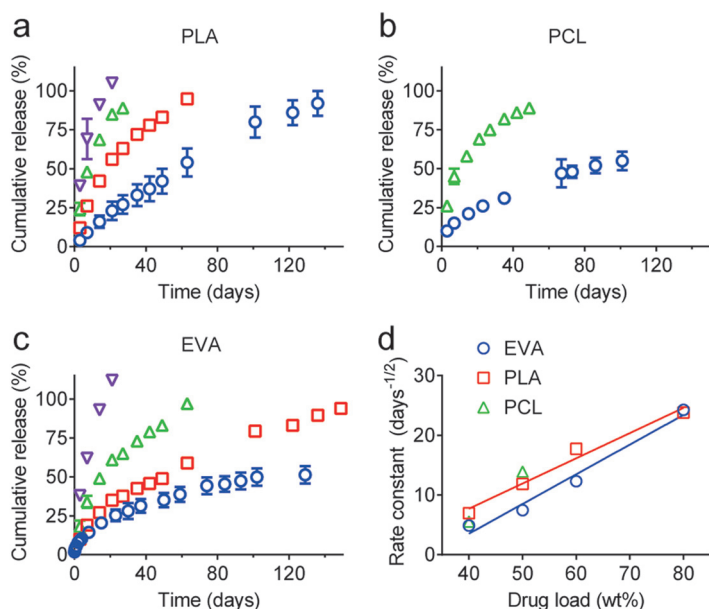 a
PLA
Cumulative release (%)
100
75
50
25
0
0 40 80 120
Time (days)
b
PCL
Cumulative release (%)
100
75
50
25
0
0 40 80 120
Time (days)
c
EVA
Cumulative release (%)
100
75
50
25
0
0 40 80 120
Time (days)
d
EVA
PLA
PCL
Rate constant (days-1/2)
30
20
10
0
40 50 60 70 80
Drug load (wt%)